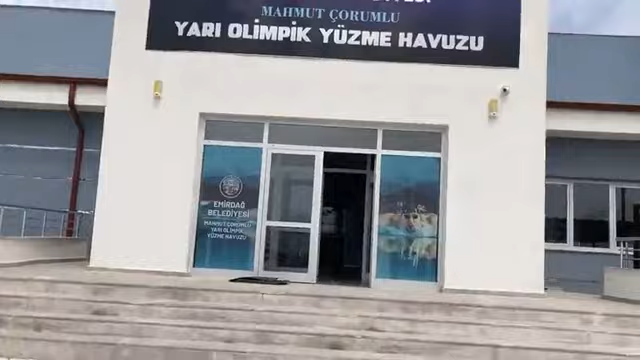 MAHMUT ÇORUMLU
YARI OLİMPİK YÜZME HAVUZU
EMİRDAĞ
BELEDİYESİ
MAHMUT ÇORUMLU
YARI OLİMPİK
YÜZME HAVUZU